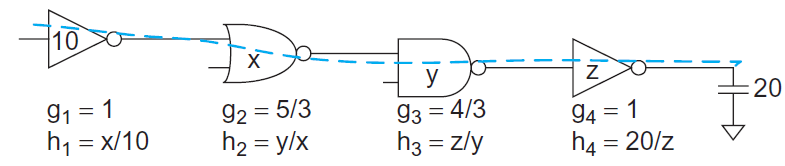 10
x
y
z
20
g₁ = 1
h₁ = x/10
g₂ = 5/3
h₂ = y/x
g₃ = 4/3
h₃ = z/y
g₄ = 1
h₄ = 20/z